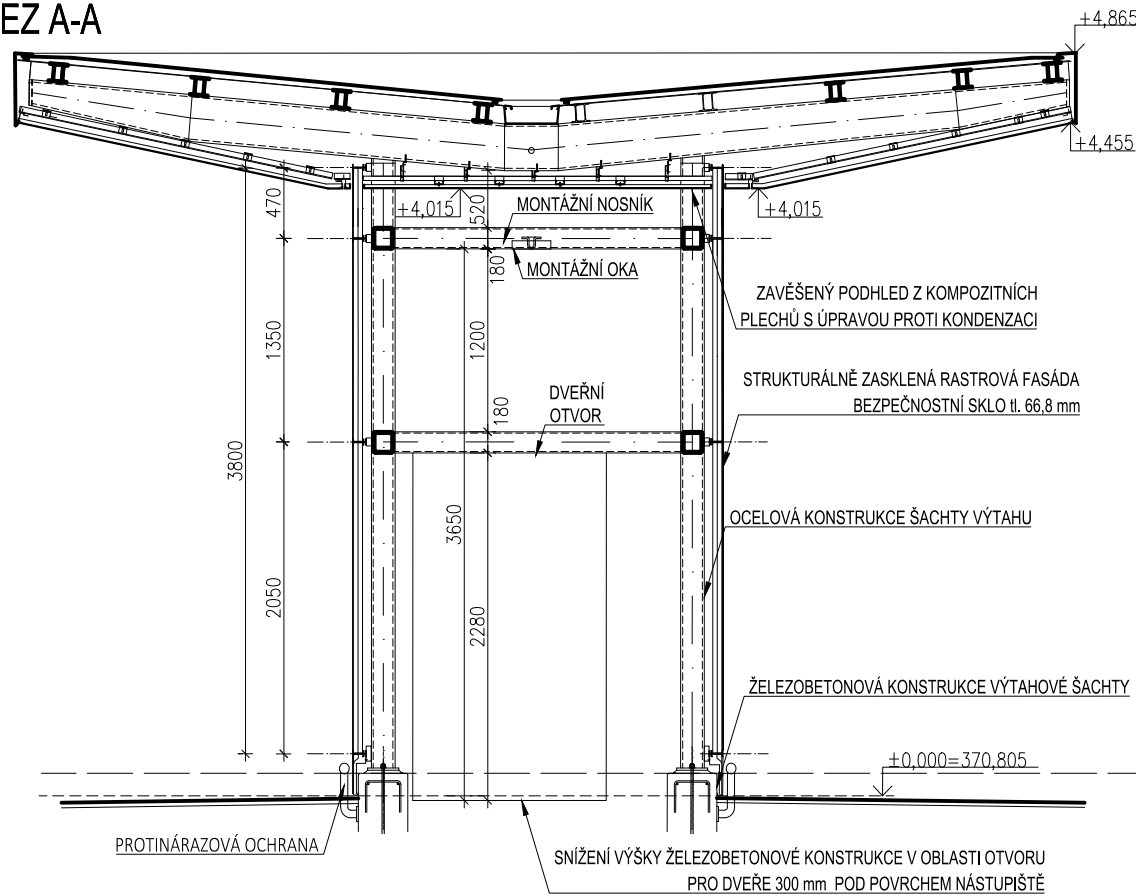 EZ A-A
+4,865
+4,455
+4,015
520
MONTÁŽNÍ NOSNÍK
+4,015
470
180
MONTÁŽNÍ OKA
ZAVĚŠENÝ PODHLED Z KOMPOZITNÍCH
PLECHŮ S ÚPRAVOU PROTI KONDENZACI
1350
1200
STRUKTURÁLNĚ ZASKLENÁ RASTROVÁ FASÁDA
BEZPEČNOSTNÍ SKLO tl. 66,8 mm
DVEŘNÍ
OTVOR
180
3800
3650
OCELOVÁ KONSTRUKCE ŠACHTY VÝTAHU
2050
2280
ŽELEZOBETONOVÁ KONSTRUKCE VÝTAHOVÉ ŠACHTY
±0,000=370,805
PROTINÁRAZOVÁ OCHRANA
SNÍŽENÍ VÝŠKY ŽELEZOBETONOVÉ KONSTRUKCE V OBLASTI OTVORU
PRO DVEŘE 300 mm POD POVRCHEM NÁSTUPIŠTĚ